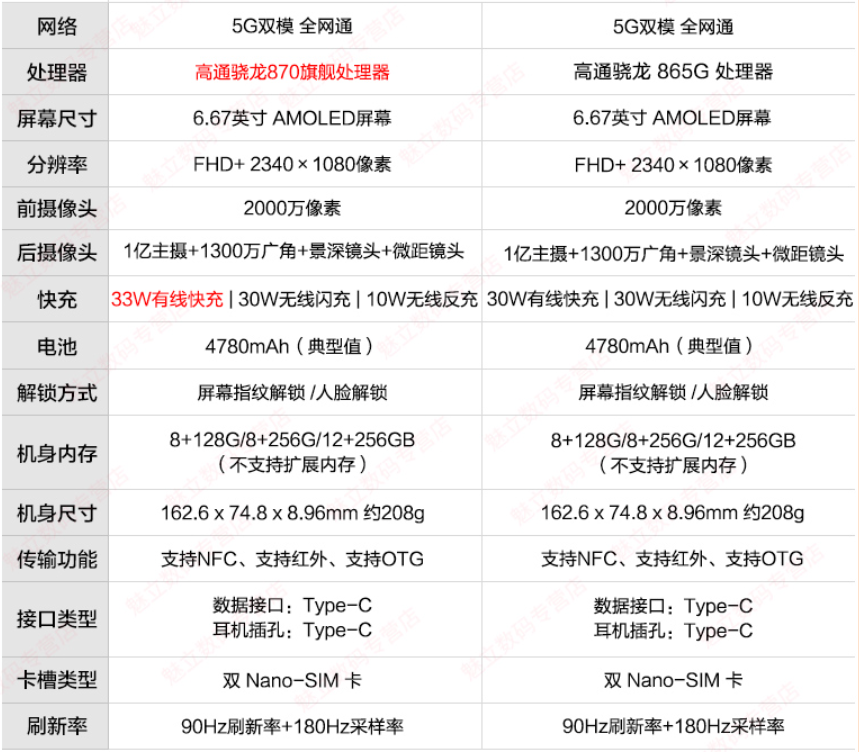 网络 5G双模 全网通 5G双模 全网通
处理器 高通骁龙870旗舰处理器 高通骁龙 865G 处理器
屏幕尺寸 6.67英寸 AMOLED屏幕 6.67英寸 AMOLED屏幕
分辨率 FHD+ 2340×1080像素 FHD+ 2340×1080像素
前摄像头 2000万像素 2000万像素
后摄像头 1亿主摄+1300万广角+景深镜头+微距镜头 1亿主摄+1300万广角+景深镜头+微距镜头
快充 33W有线快充 | 30W无线闪充 | 10W无线反充 30W有线快充 | 30W无线闪充 | 10W无线反充
电池 4780mAh（典型值） 4780mAh（典型值）
解锁方式 屏幕指纹解锁 /人脸解锁 屏幕指纹解锁 /人脸解锁
机身内存 8+128G/8+256G/12+256GB 8+128G/8+256G/12+256GB
（不支持扩展内存） （不支持扩展内存）
机身尺寸 162.6 x 74.8 x 8.96mm 约208g 162.6 x 74.8 x 8.96mm 约208g
传输功能 支持NFC、支持红外、支持OTG 支持NFC、支持红外、支持OTG
接口类型 数据接口：Type-C 数据接口：Type-C
耳机插孔：Type-C 耳机插孔：Type-C
卡槽类型 双 Nano-SIM 卡 双 Nano-SIM 卡
刷新率 90Hz刷新率+180Hz采样率 90Hz刷新率+180Hz采样率
魅立数码专营店